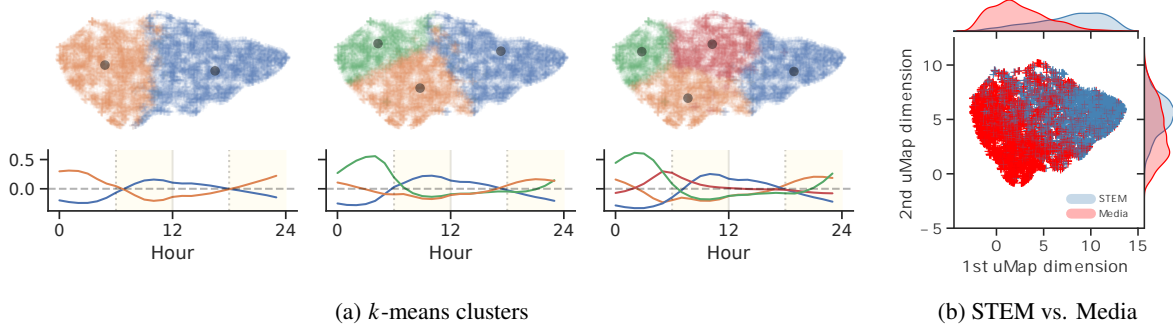 0.5
0.0
0 12 24
Hour
0 12 24
Hour
0 12 24
Hour
(a) k-means clusters
10
5
0
−5
2nd uMap dimension
STEM
Media
0 5 10 15
1st uMap dimension
(b) STEM vs. Media